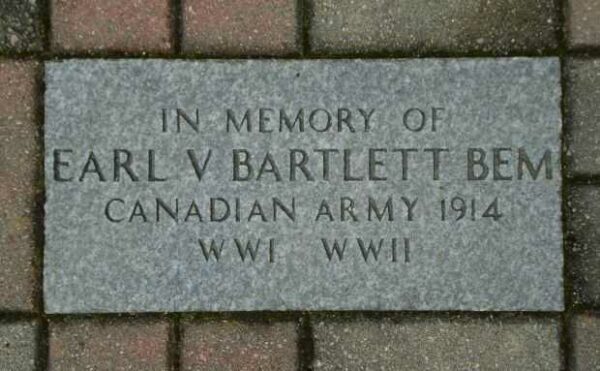 IN MEMORY OF
EARL V BARTLETT BEM
CANADIAN ARMY 1914
WWI WWII